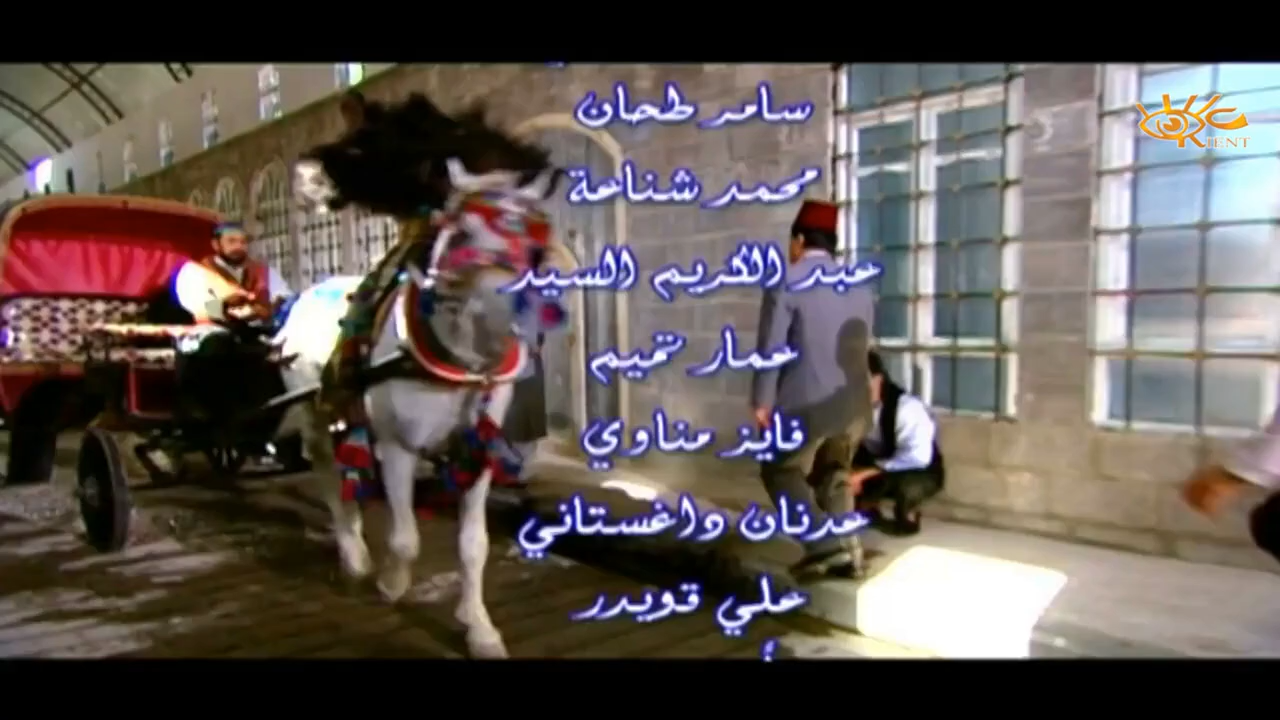 سامر طحان
محمد شناعة
عبد الكريم السيد
عمار تميم
فايز مناوي
عدنان داغستاني
علي قويدر